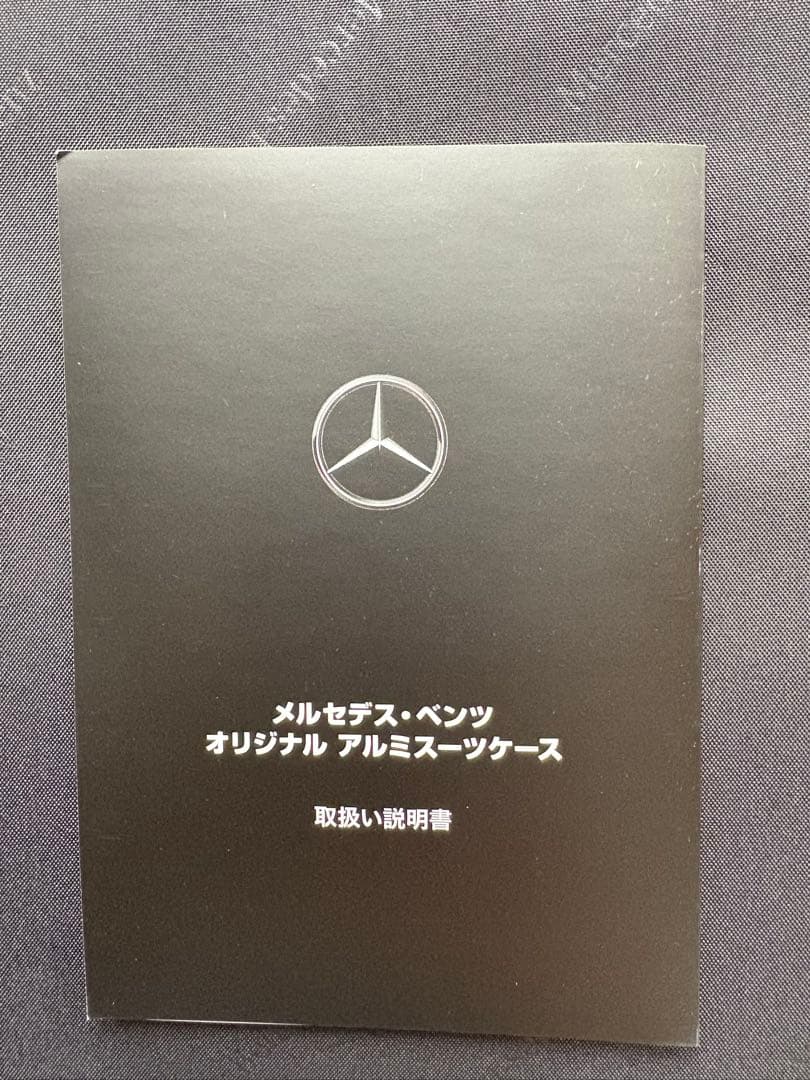 メルセデス・ベンツ
オリジナル アルミスーツケース
取扱い説明書